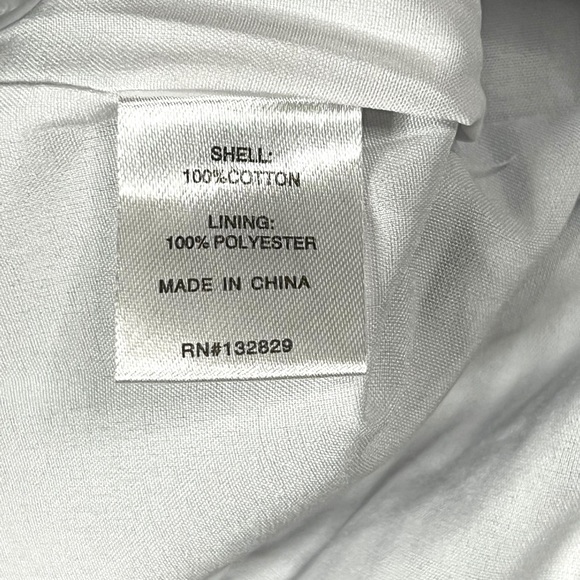 SHELL:
100%COTTON
LINING:
100% POLYESTER
MADE IN CHINA
RN#132829